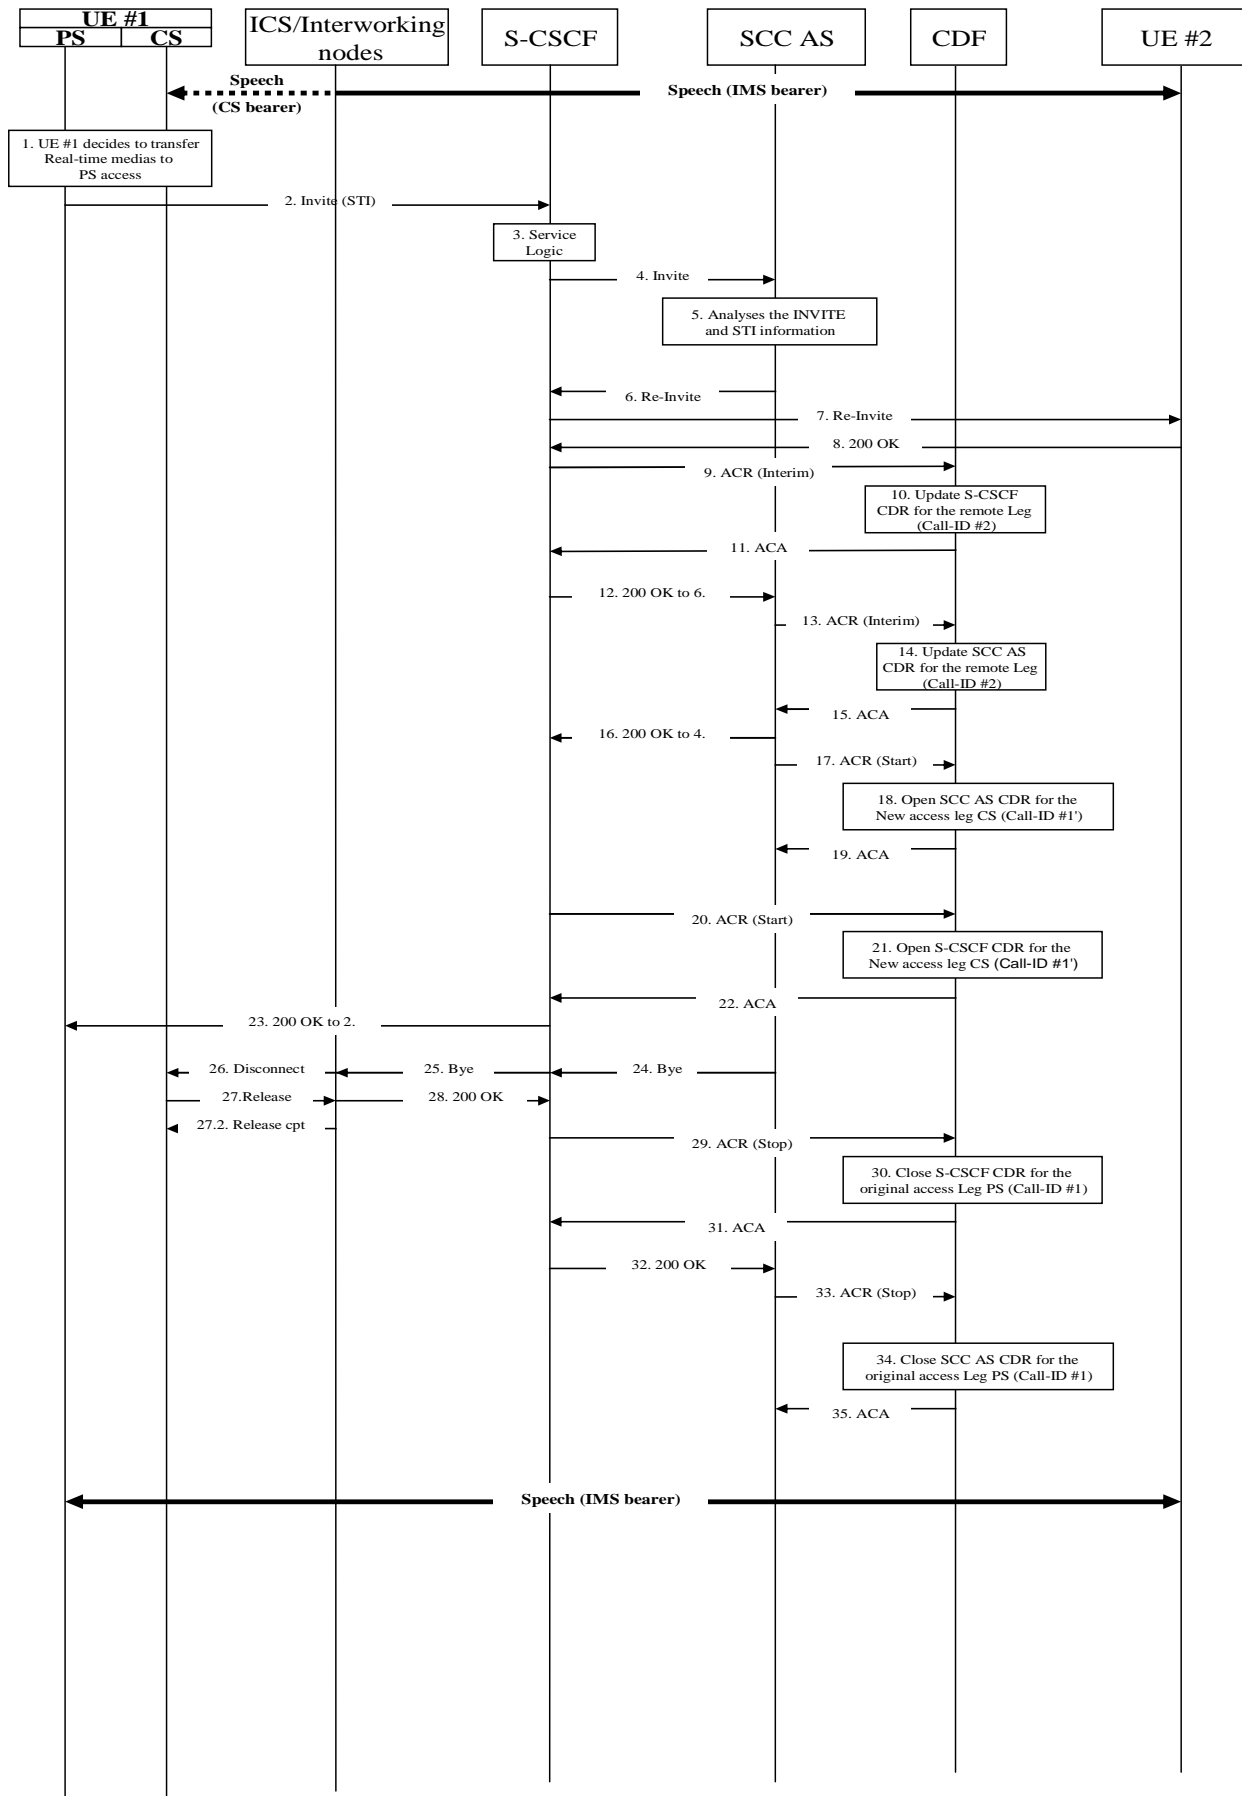 UE #1
PS CS
ICS/Interworking
nodes
S-CSCF
SCC AS
CDF
UE #2
Speech
(CS bearer)
Speech (IMS bearer)
1. UE #1 decides to transfer
Real-time medias to
PS access
2. Invite (STI)
3. Service
Logic
4. Invite
5. Analyses the INVITE
and STI information
6. Re-Invite
7. Re-Invite
8. 200 OK
9. ACR (Interim)
10. Update S-CSCF
CDR for the remote Leg
(Call-ID #2)
11. ACA
12. 200 OK to 6.
13. ACR (Interim)
14. Update SCC AS
CDR for the remote Leg
(Call-ID #2)
15. ACA
16. 200 OK to 4.
17. ACR (Start)
18. Open SCC AS CDR for the
New access leg CS (Call-ID #1')
19. ACA
20. ACR (Start)
21. Open S-CSCF CDR for the
New access leg CS (Call-ID #1')
22. ACA
23. 200 OK to 2.
26. Disconnect
25. Bye
24. Bye
27.Release
28. 200 OK
27.2. Release cpt
29. ACR (Stop)
30. Close S-CSCF CDR for the
original access Leg PS (Call-ID #1)
31. ACA
32. 200 OK
33. ACR (Stop)
34. Close SCC AS CDR for the
original access Leg PS (Call-ID #1)
35. ACA
Speech (IMS bearer)